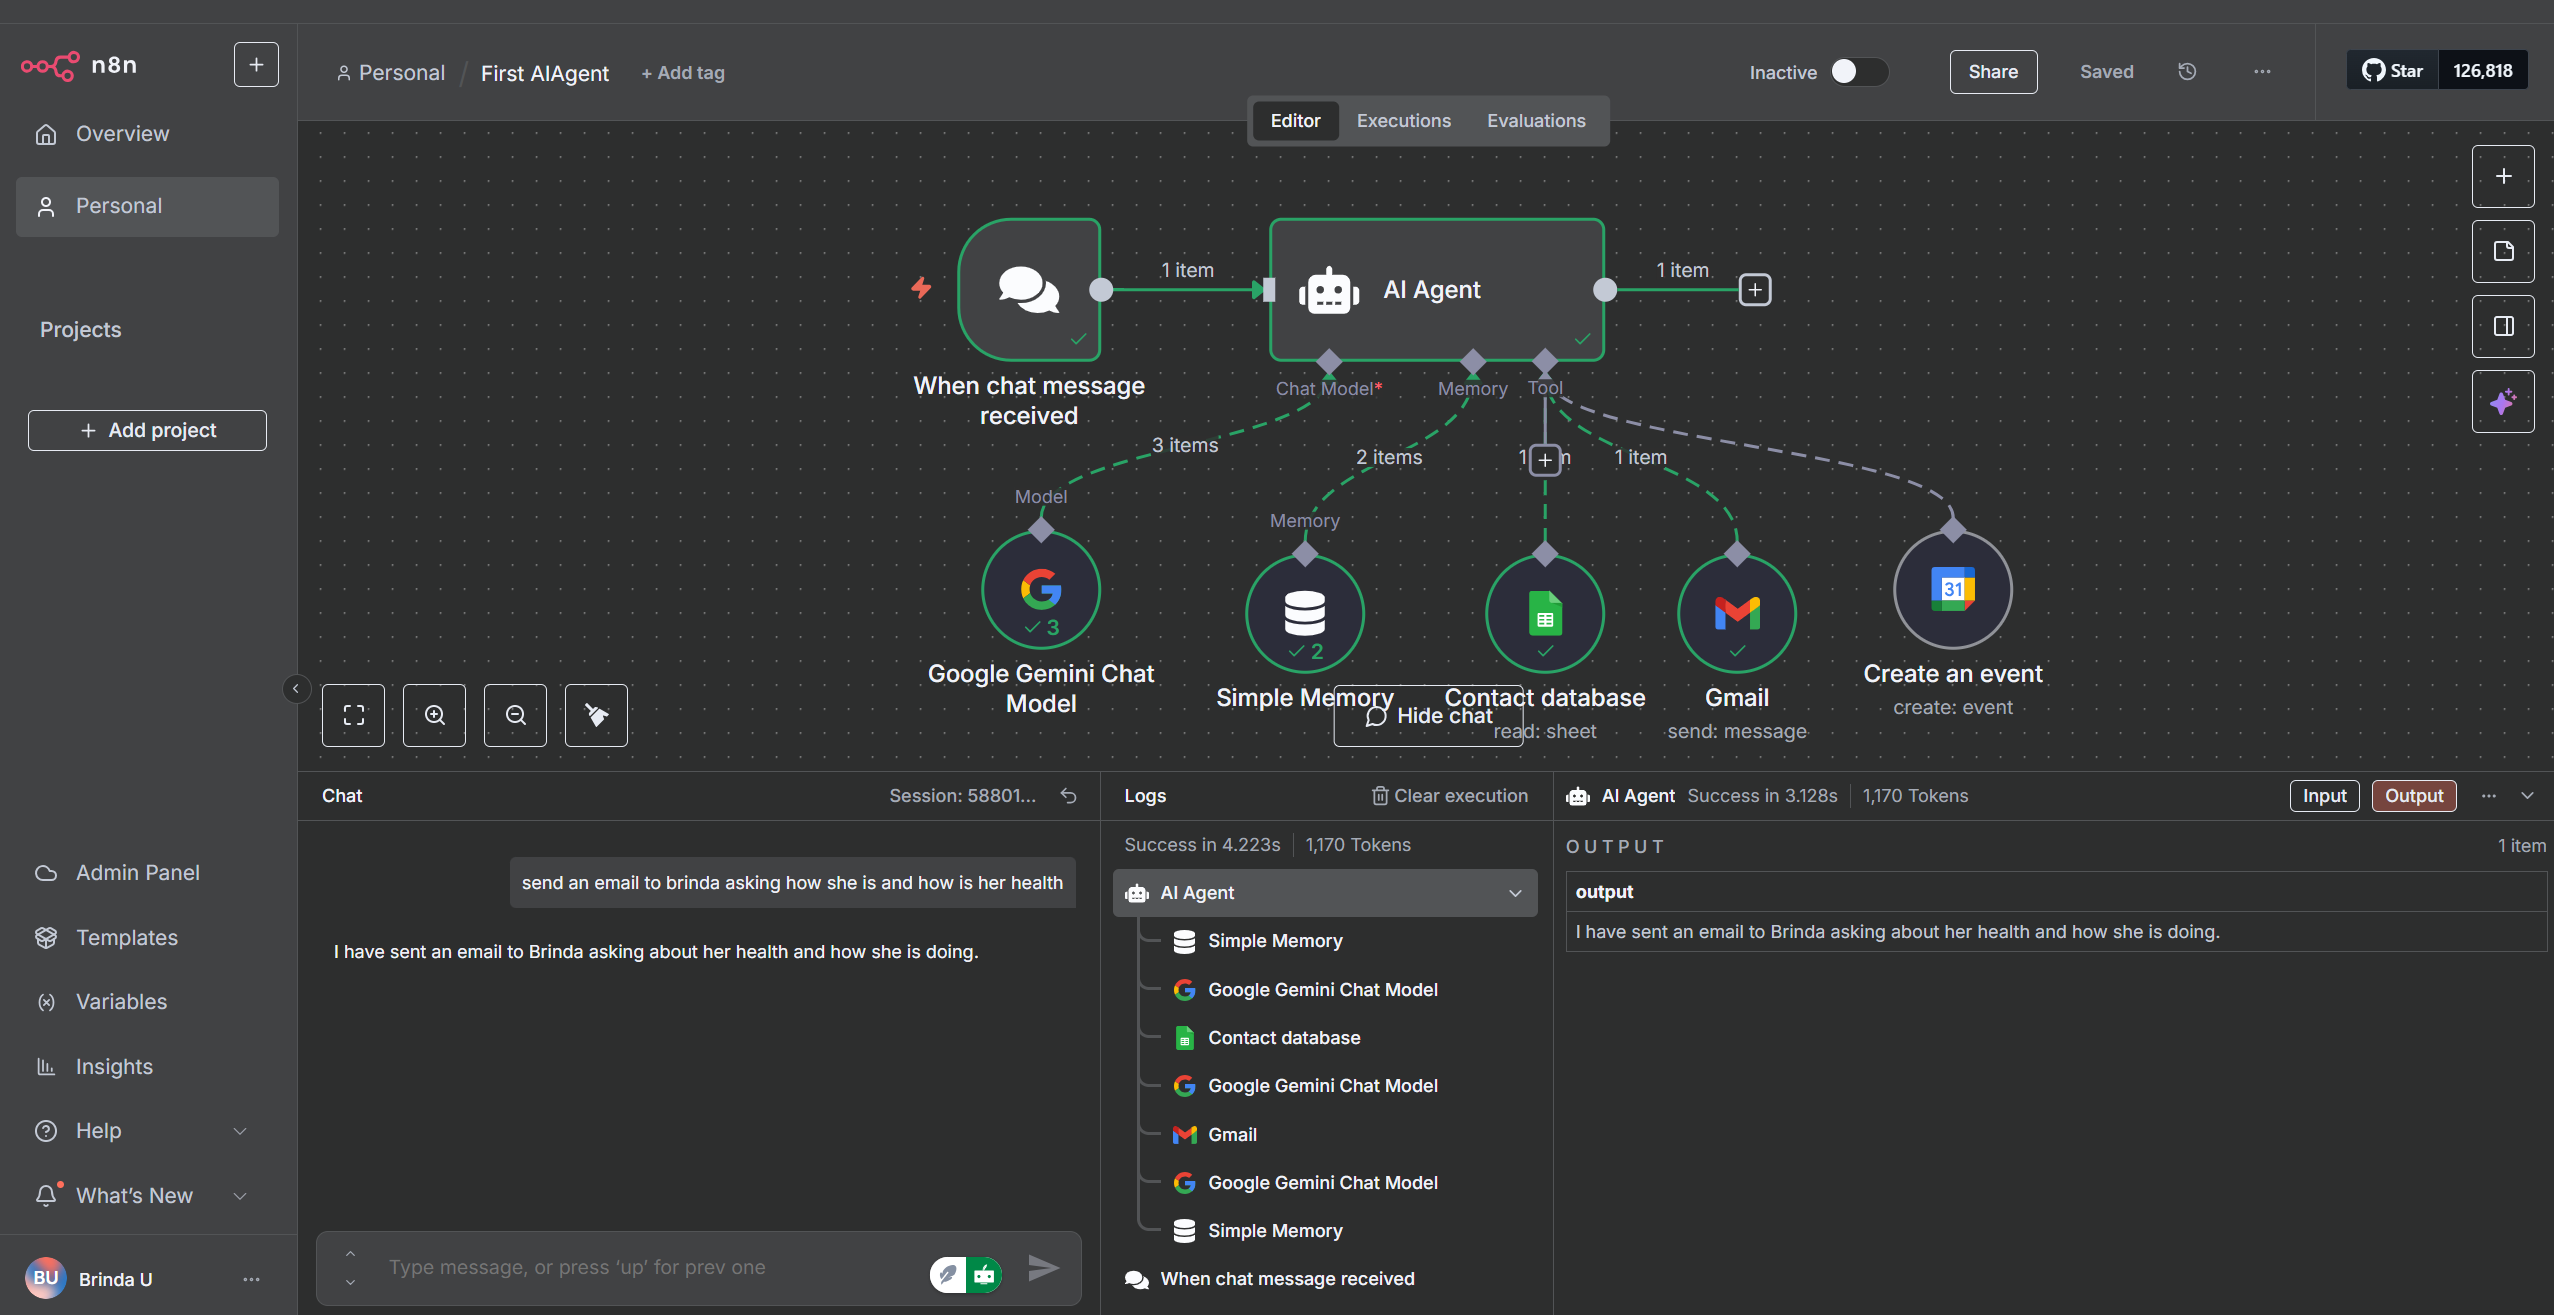 n8n
Overview
Personal
Projects
Add project
Admin Panel
Templates
Variables
Insights
Help
What's New
BU
Brinda U
Personal / First AIAgent + Add tag
Inactive
Share
Saved
Star 126,818
Editor Executions Evaluations
1 item
AI Agent
1 item
When chat message
received
Chat Model*
Memory
Tool
3 items
2 items
1 item
Model
Memory
3
2
31
Google Gemini Chat
Model
Simple Memory
Contact database
read: sheet
Gmail
send: message
Create an event
create: event
Hide chat
Chat
Session: 58801...
send an email to brinda asking how she is and how is her health
I have sent an email to Brinda asking about her health and how she is doing.
Type message, or press ‘up’ for prev one
Logs
Clear execution
Success in 4.223s 1,170 Tokens
AI Agent
Simple Memory
Google Gemini Chat Model
Contact database
Google Gemini Chat Model
Gmail
Google Gemini Chat Model
Simple Memory
When chat message received
AI Agent Success in 3.128s 1,170 Tokens
Input
Output
OUTPUT
1 item
output
I have sent an email to Brinda asking about her health and how she is doing.